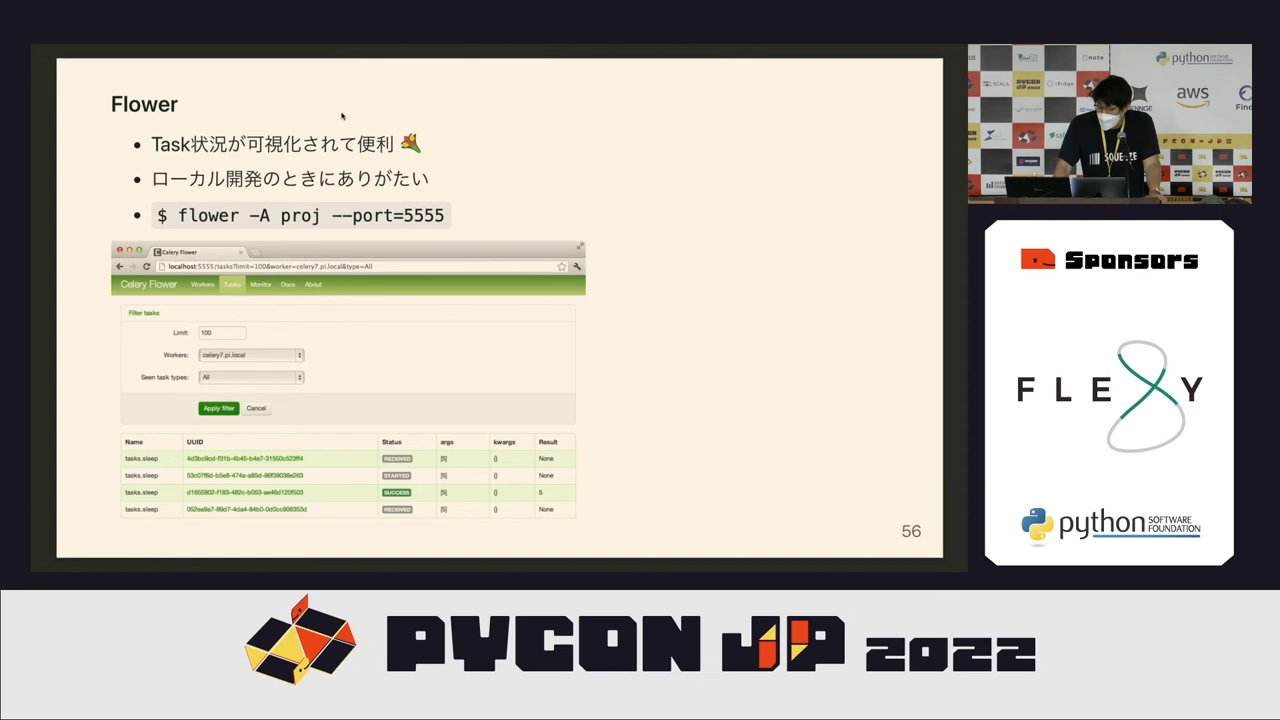 Flower
Task状況が可視化されて便利
ローカル開発のときにありがたい
$ flower -A proj --port=5555
Celery Flower
localhost:5555/tasks?limit=100&worker=celery7.pi.local&type=All
Celery Flower Workers Tasks Monitor Docs About
Filter tasks
Limit: 100
Workers: celery7.pi.local
Seen task types: All
Apply filter Cancel
Name UUID Status args kwargs Result
tasks.sleep RECEIVED [5] {} None
tasks.sleep STARTED [5] {} None
tasks.sleep SUCCESS [5] {} 5
tasks.sleep RECEIVED [5] {} None
56
python
note
SCALA
aws
SQUEEZE
Sponsors
FLEXY
python SOFTWARE FOUNDATION
PYCON JP 2022